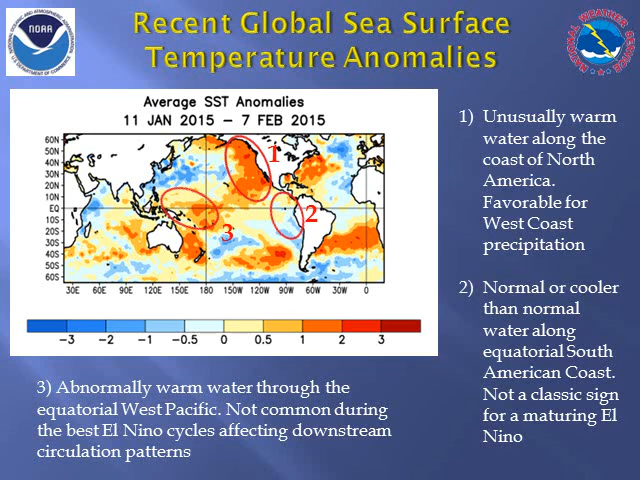 Recent Global Sea Surface
Temperature Anomalies
NOAA
NATIONAL WEATHER SERVICE
Average SST Anomalies
11 JAN 2015 – 7 FEB 2015
60N
50N
40N
30N
20N
10N
EQ
10S
20S
30S
40S
50S
60S
1
2
3
30E 60E 90E 120E 150E 180 150W 120W 90W 60W 30W 0
-3 -2 -1 -0.5 0 0.5 1 2 3
1) Unusually warm
water along the
coast of North
America.
Favorable for
West Coast
precipitation
2) Normal or cooler
than normal
water along
equatorial South
American Coast.
Not a classic sign
for a maturing El
Nino
3) Abnormally warm water through the
equatorial West Pacific. Not common during
the best El Nino cycles affecting downstream
circulation patterns